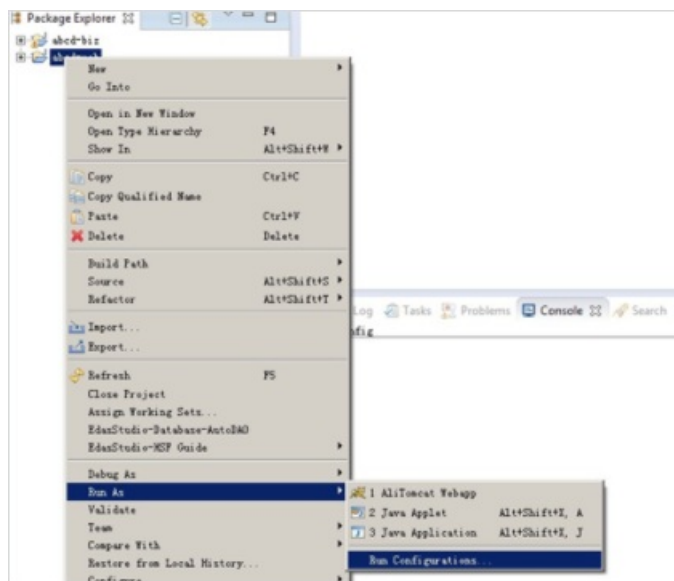 Package Explorer
abcd-biz
New
Go Into
Open in New Window
Open Type Hierarchy F4
Show In Alt+Shift+W
Copy Ctrl+C
Copy Qualified Name
Paste Ctrl+V
Delete Delete
Build Path
Source Alt+Shift+S
Refactor Alt+Shift+T
Log Tasks Problems Console Search
Import...
Export...
Refresh F5
Close Project
Assign Working Sets...
EdasStudio-Database-AutoDAO
EdasStudio-HSF Guide
Debug As
Run As
1 AliTomcat Webapp
Validate
2 Java Applet Alt+Shift+X, A
Team
3 Java Application Alt+Shift+X, J
Compare With
Restore from Local History...
Run Configurations...
Configure